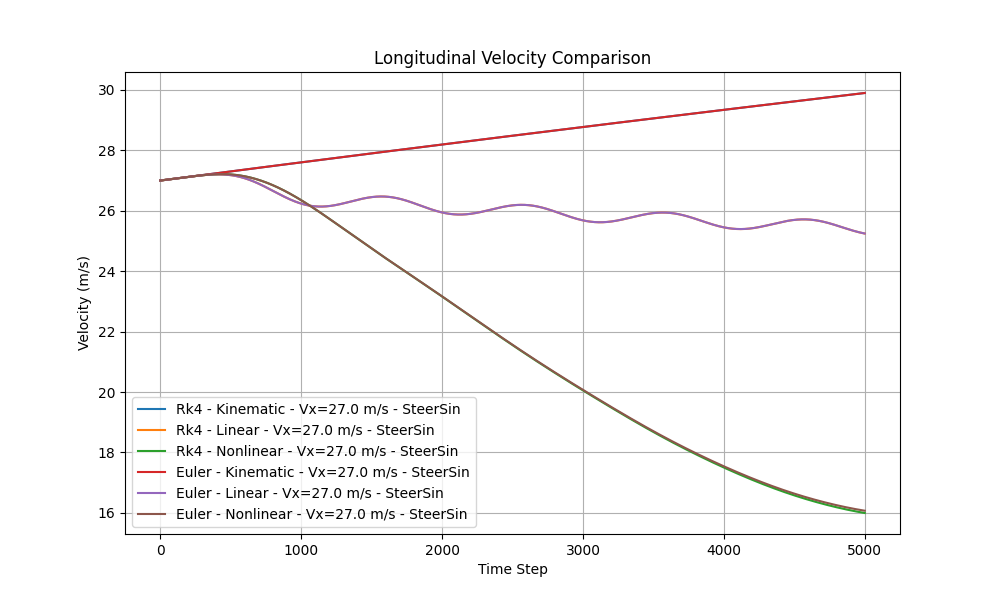 Longitudinal Velocity Comparison
Velocity (m/s)
30
28
26
24
22
20
18
16
Rk4 - Kinematic - Vx=27.0 m/s - SteerSin
Rk4 - Linear - Vx=27.0 m/s - SteerSin
Rk4 - Nonlinear - Vx=27.0 m/s - SteerSin
Euler - Kinematic - Vx=27.0 m/s - SteerSin
Euler - Linear - Vx=27.0 m/s - SteerSin
Euler - Nonlinear - Vx=27.0 m/s - SteerSin
0 1000 2000 3000 4000 5000
Time Step